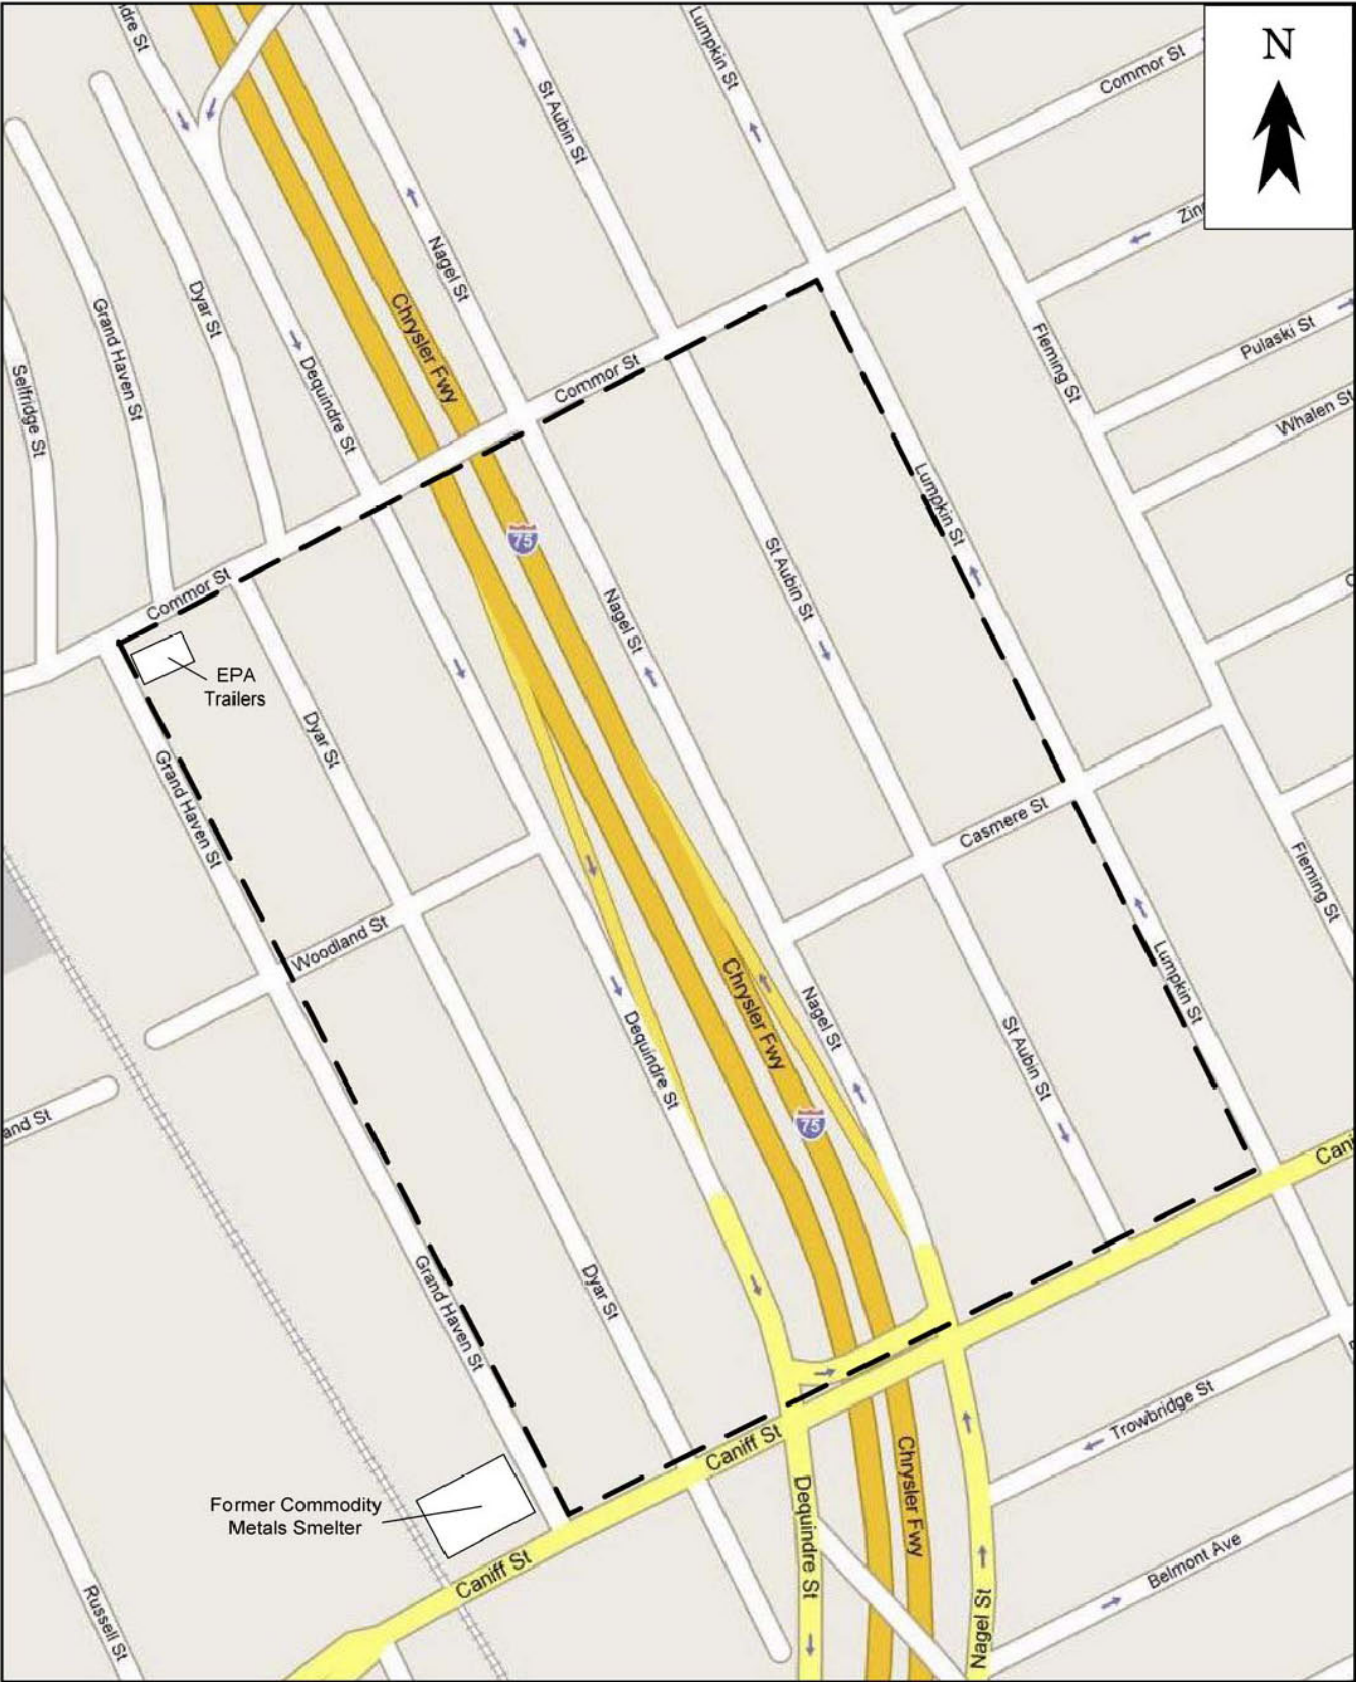 dre St
Lumpkin St
N
Commor St
St Aubin St
Zin
Nagel St
Dyar St
Grand Haven St
Chrysler Fwy
Pulaski St
Fleming St
Selfridge St
Dequindre St
Commor St
Whalen St
Lumpkin St
75
St Aubin St
Commor St
Nagel St
EPA
Trailers
Dyar St
Grand Haven St
Casmere St
Fleming St
Woodland St
Chrysler Fwy
Nagel St
Lumpkin St
Dequindre St
St Aubin St
and St
75
Cani
Dyar St
Grand Haven St
Trowbridge St
Caniff St
Chrysler Fwy
Former Commodity
Metals Smelter
Dequindre St
Belmont Ave
Caniff St
Russell St
Nagel St